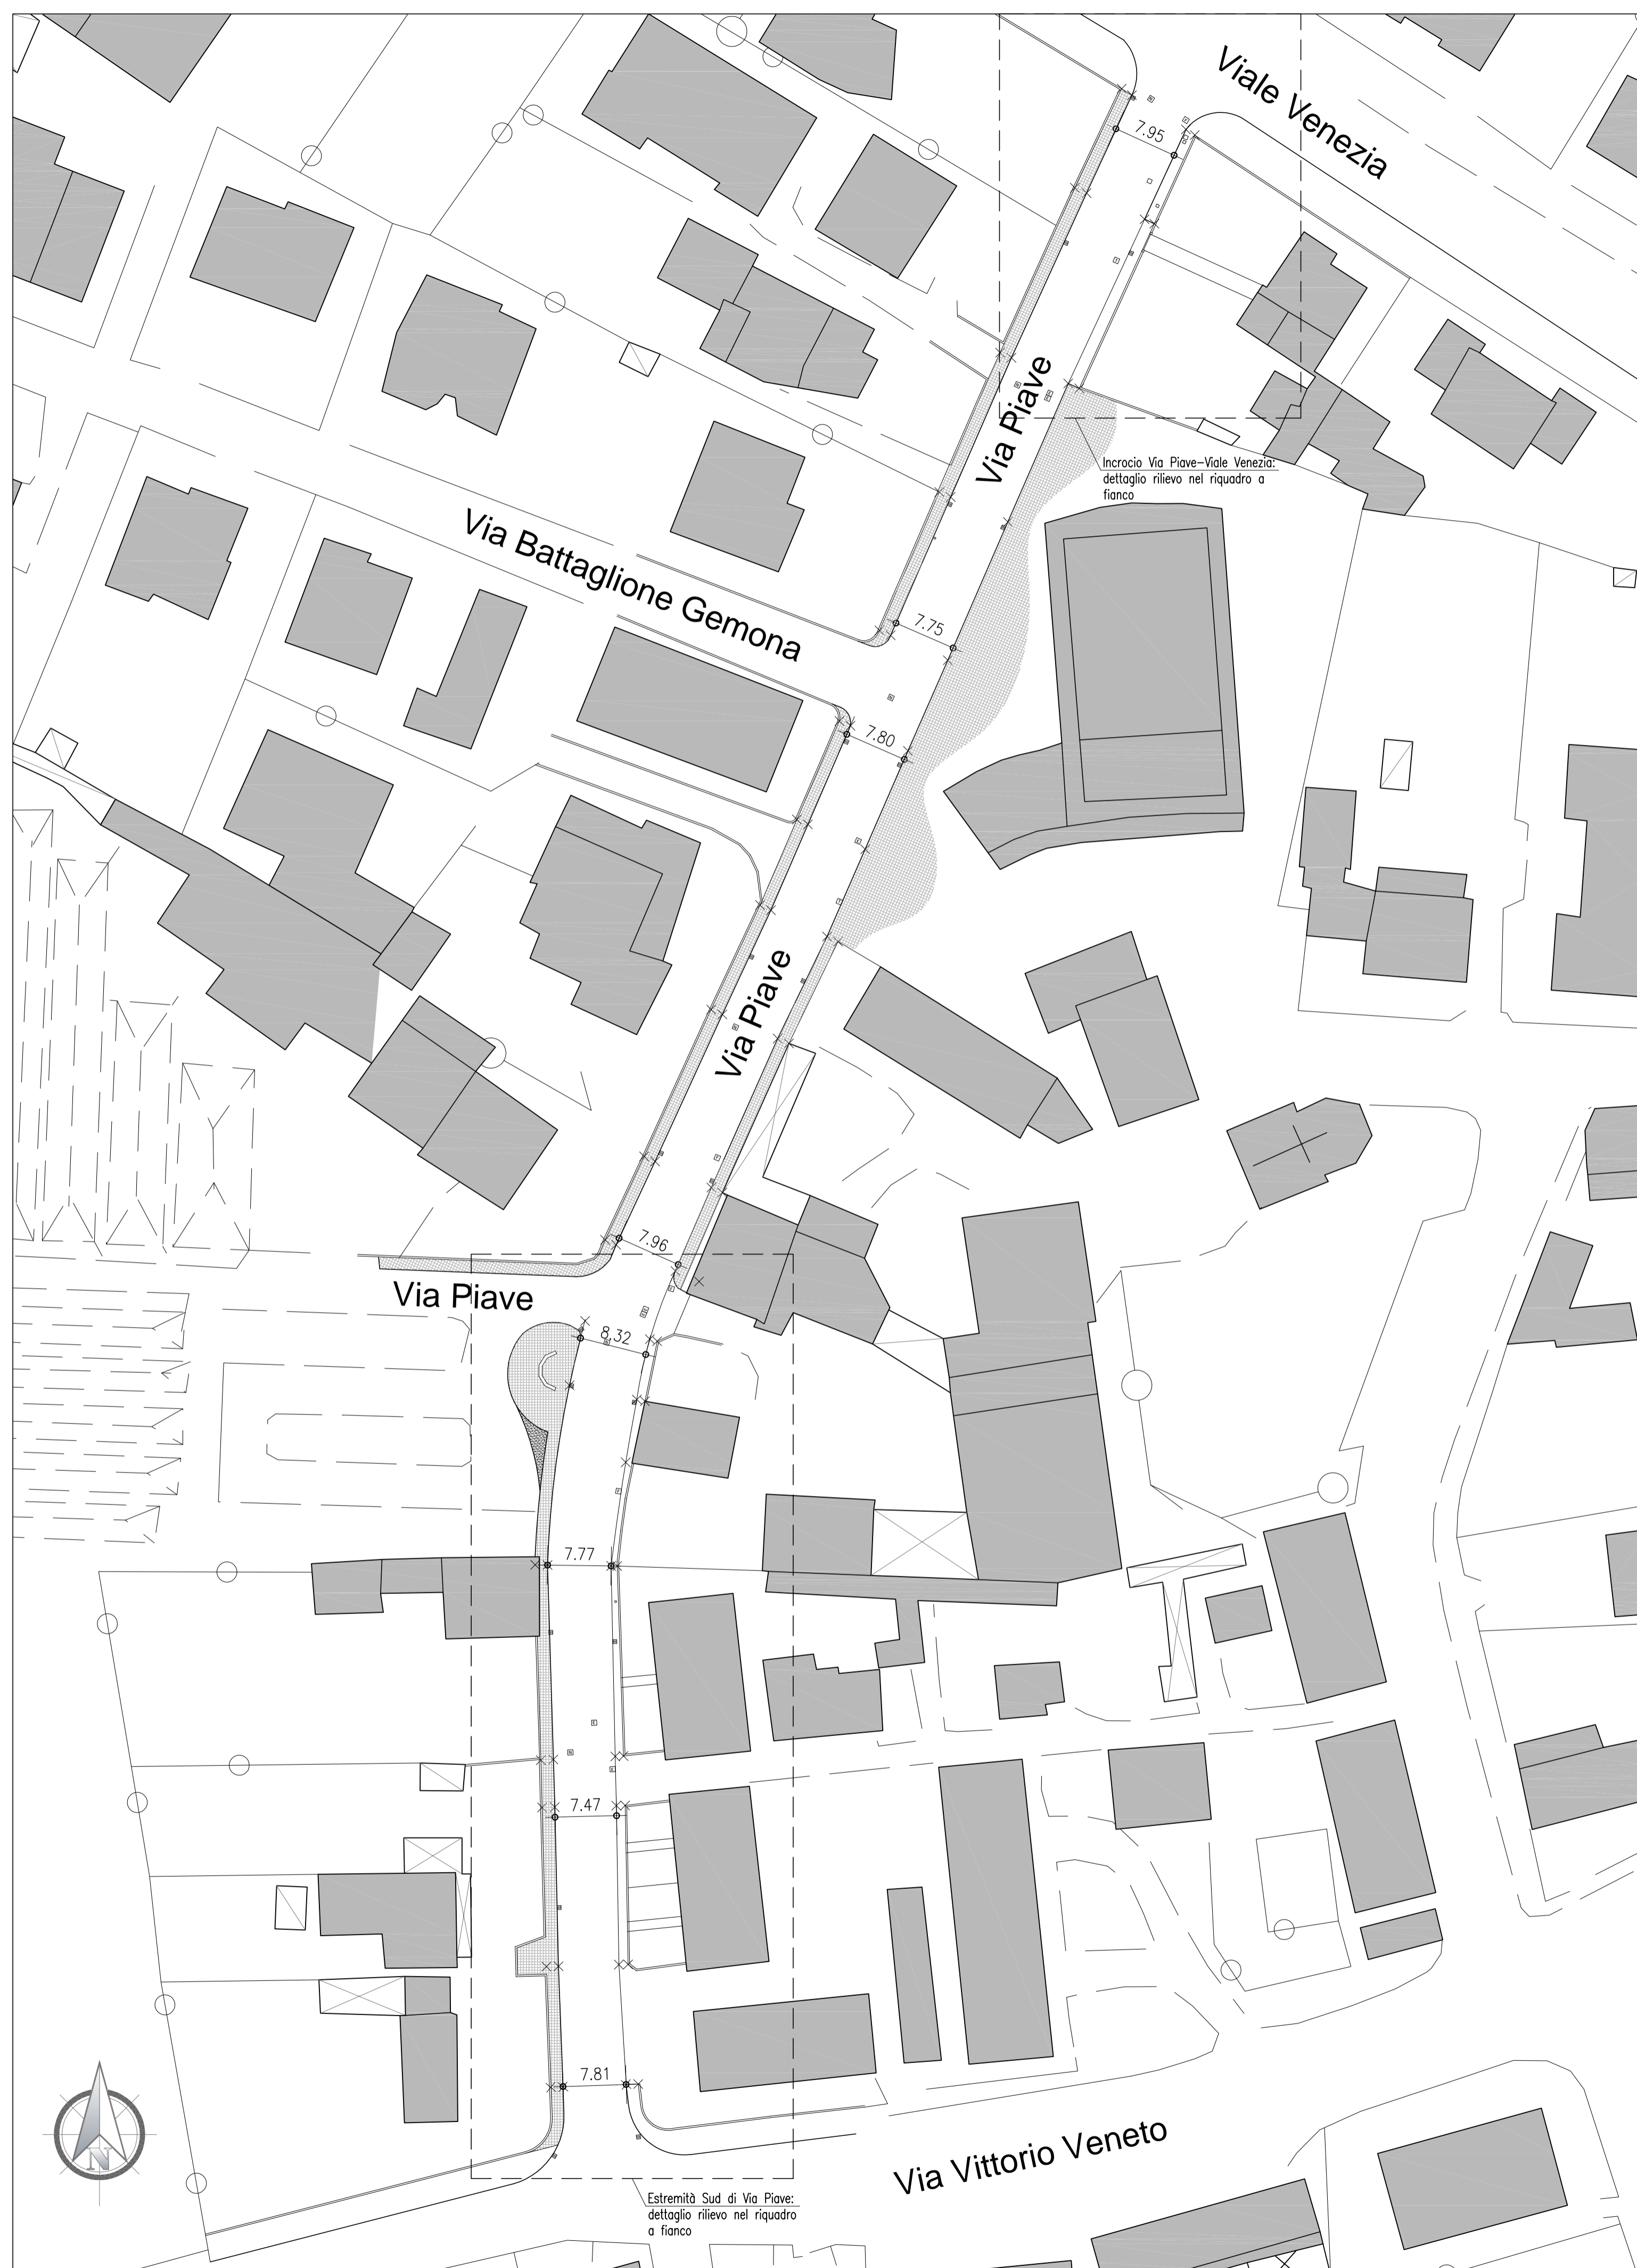 Viale Venezia
7.95
Via Piave
Incrocio Via Piave-Viale Venezia:
dettaglio rilievo nel riquadro a
fianco
Via Battaglione Gemona
7.75
7.80
Via Piave
7.96
Via Piave
8.32
7.77
7.47
7.81
N
Via Vittorio Veneto
Estremità Sud di Via Piave:
dettaglio rilievo nel riquadro
a fianco